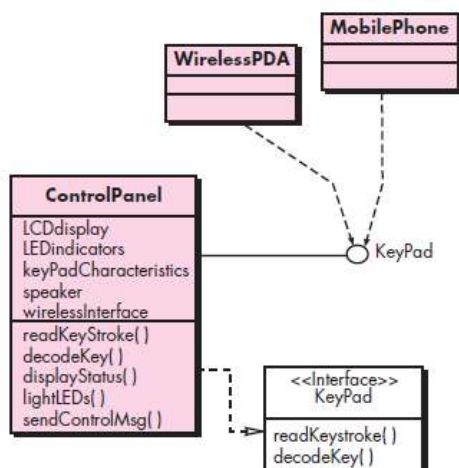 MobilePhone
WirelessPDA
ControlPanel
LCDdisplay
LEDindicators
keyPadCharacteristics
speaker
wirelessInterface
readKeyStroke( )
decodeKey( )
displayStatus( )
lightLEDs( )
sendControlMsg( )
KeyPad
<<Interface>>
KeyPad
readKeystroke( )
decodeKey( )